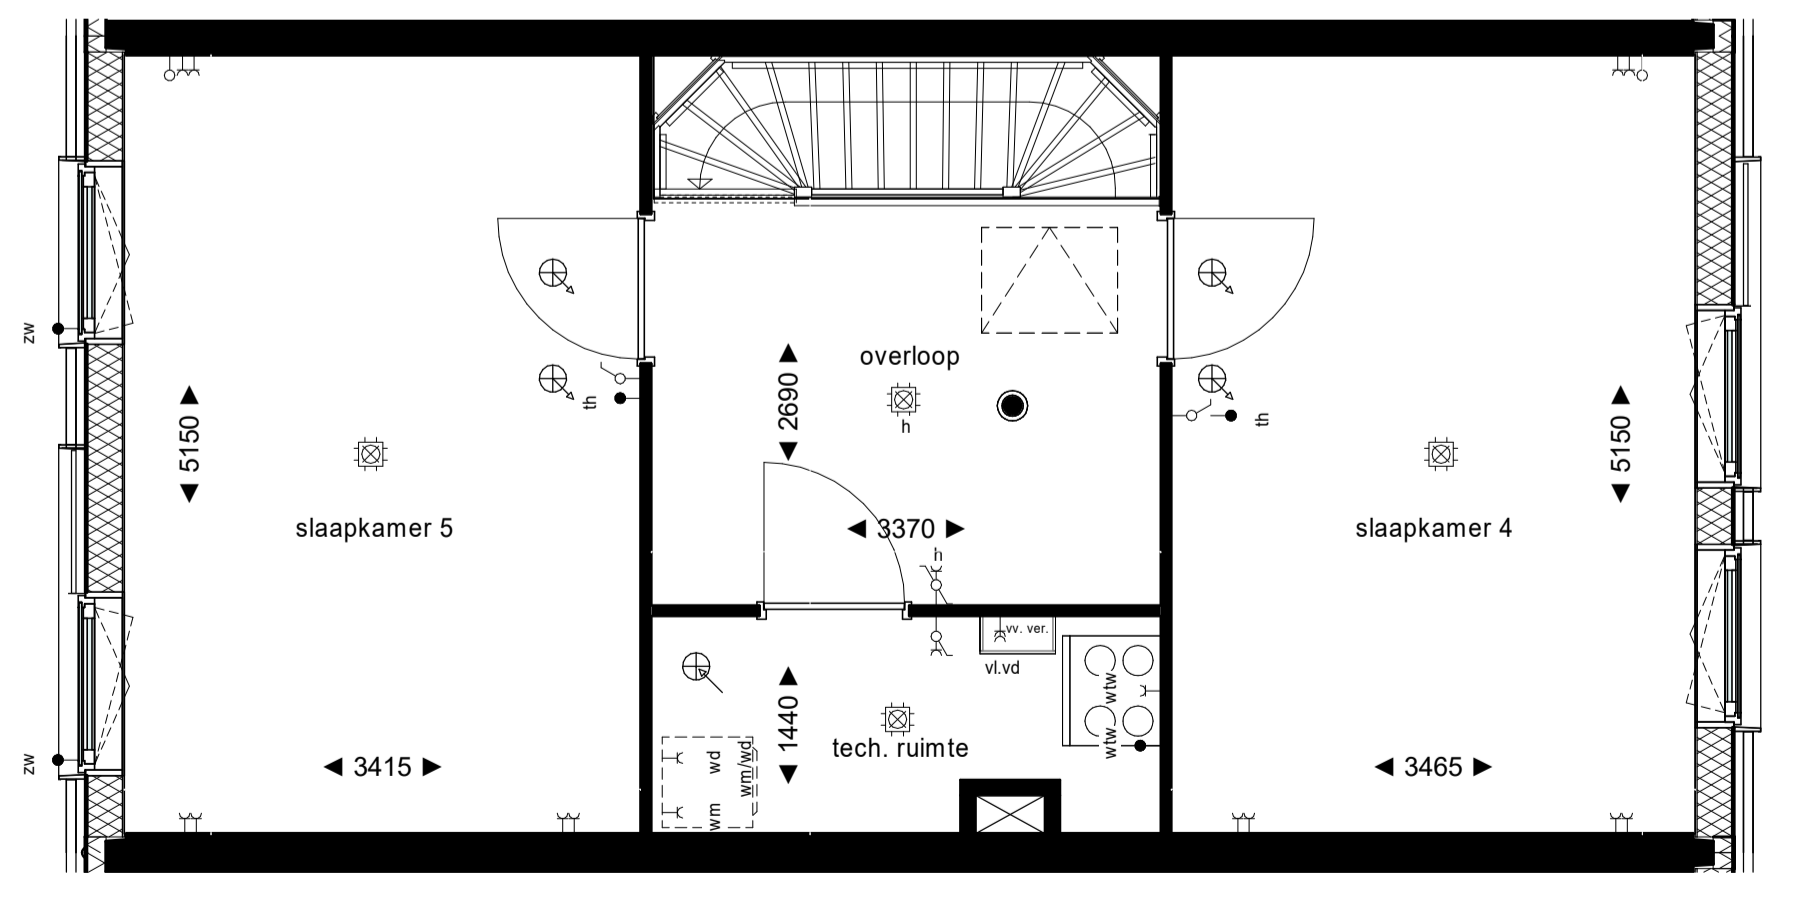 zw
overloop
5150
th
2690
h
th
5150
slaapkamer 5
3370
slaapkamer 4
h
vv. ver.
vl.vd
wtw
zw
3415
wd
wm/wd
wm
1440
tech. ruimte
wtw
3465